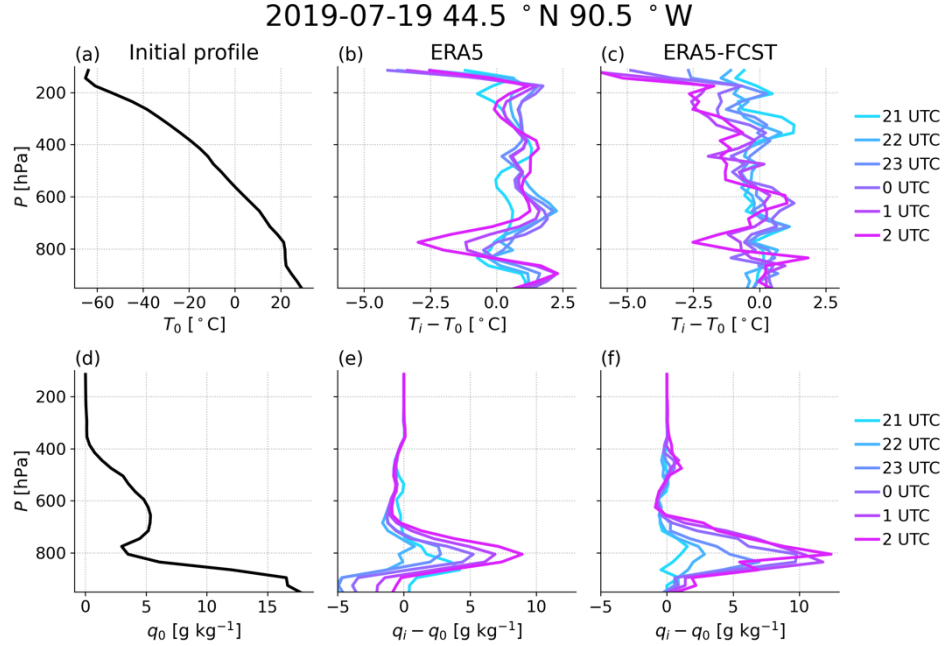 2019-07-19 44.5 °N 90.5 °W
(a) Initial profile
(b) ERA5
(c) ERA5-FCST
P [hPa]
200
400
600
800
−60 −40 −20 0 20
T₀ [°C]
−5.0 −2.5 0.0 2.5
Tᵢ − T₀ [°C]
−5.0 −2.5 0.0 2.5
Tᵢ − T₀ [°C]
21 UTC
22 UTC
23 UTC
0 UTC
1 UTC
2 UTC
(d)
(e)
(f)
P [hPa]
200
400
600
800
0 5 10 15
q₀ [g kg⁻¹]
−5 0 5 10
qᵢ − q₀ [g kg⁻¹]
−5 0 5 10
qᵢ − q₀ [g kg⁻¹]
21 UTC
22 UTC
23 UTC
0 UTC
1 UTC
2 UTC